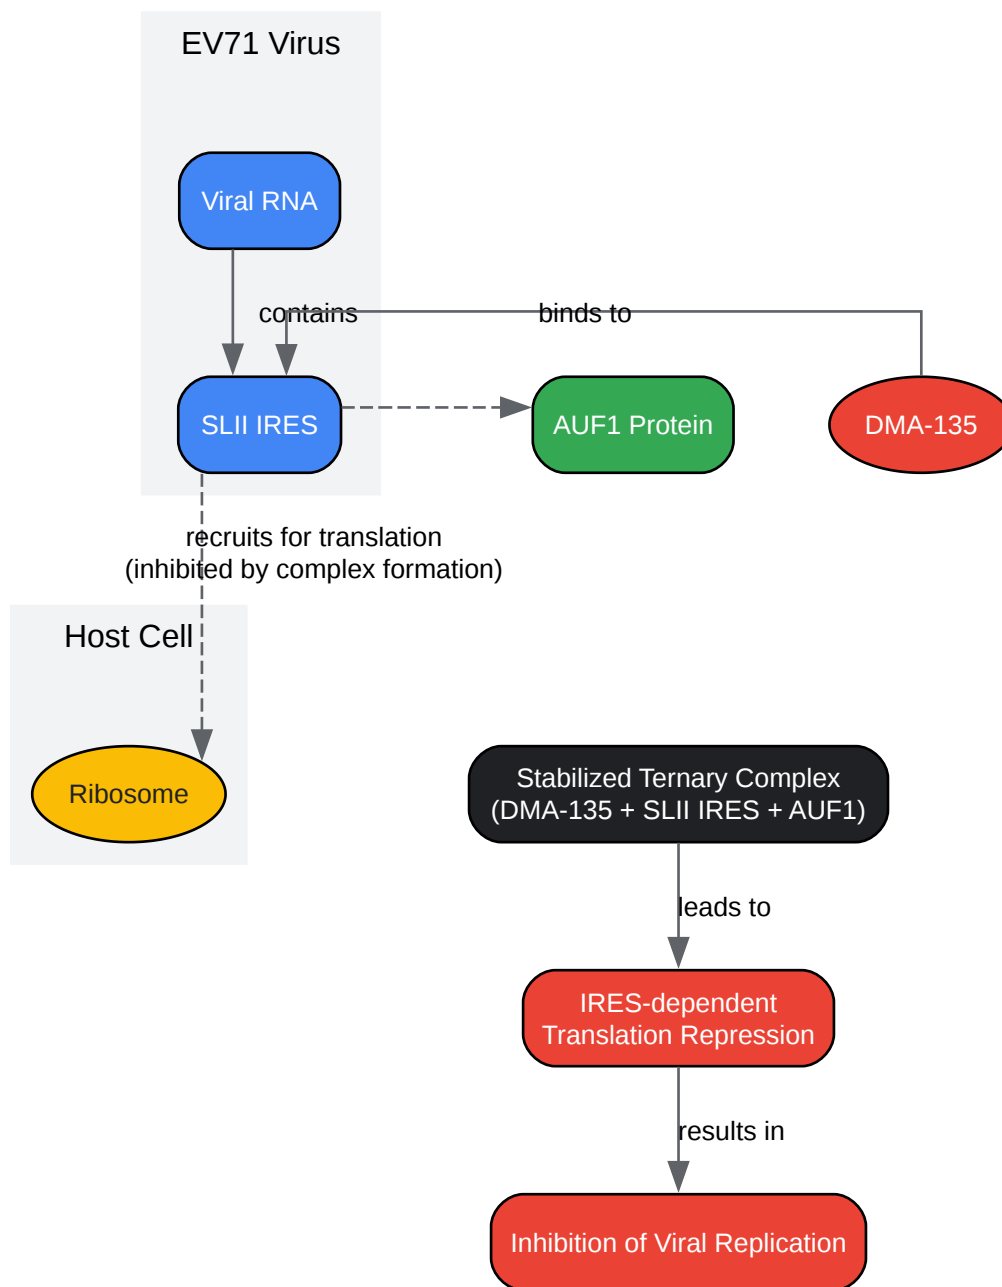 EV71 Virus
Viral RNA
contains
binds to
SLII IRES
AUF1 Protein
DMA-135
recruits for translation
(inhibited by complex formation)
Host Cell
Ribosome
Stabilized Ternary Complex
(DMA-135 + SLII IRES + AUF1)
leads to
IRES-dependent
Translation Repression
results in
Inhibition of Viral Replication